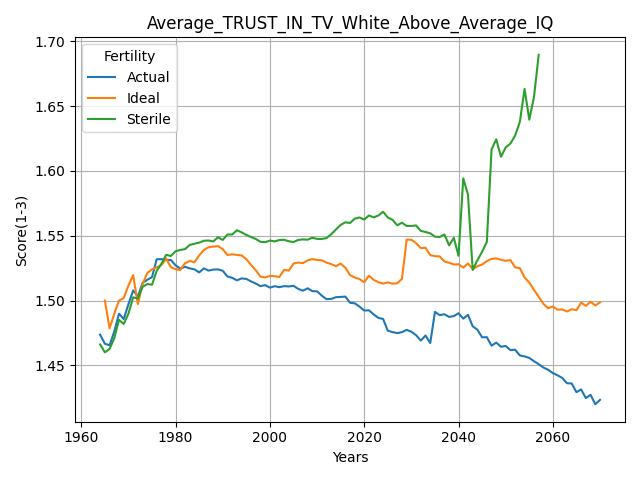 Average_TRUST_IN_TV_White_Above_Average_IQ
Fertility
Actual
Ideal
Sterile
Score(1-3)
1.70
1.65
1.60
1.55
1.50
1.45
1960
1980
2000
2020
2040
2060
Years